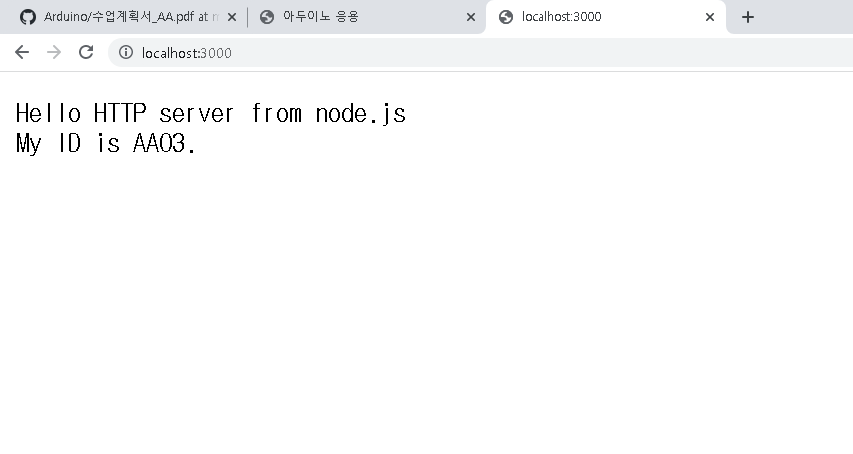 Arduino/수업계획서_AA.pdf at
아두이노 응용
localhost:3000
localhost:3000
Hello HTTP server from node.js
My ID is AA03.